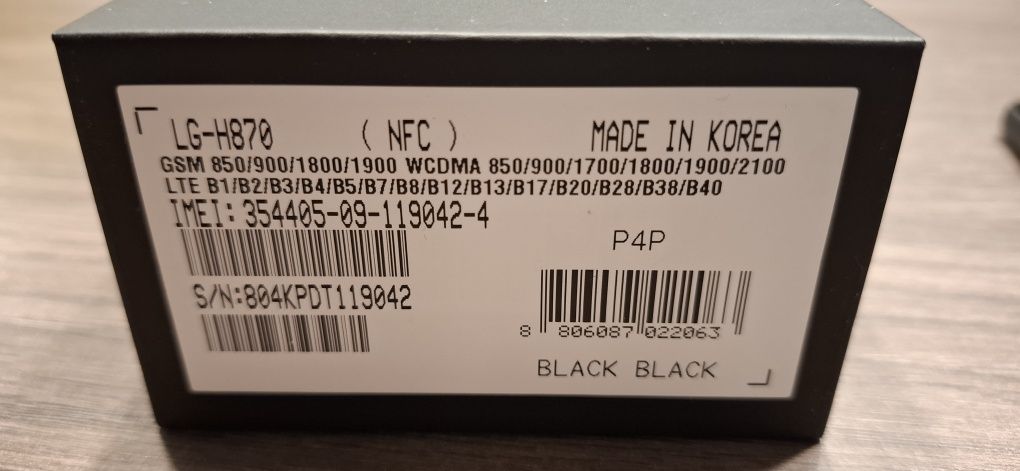 LG-H870 ( NFC ) MADE IN KOREA
GSM 850/900/1800/1900 WCDMA 850/900/1700/1800/1900/2100
LTE B1/B2/B3/B4/B5/B7/B8/B12/B13/B17/B20/B28/B38/B40
IMEI: 354405-09-119042-4
P4P
S/N:804KPDT119042
8 806087 022063
BLACK BLACK